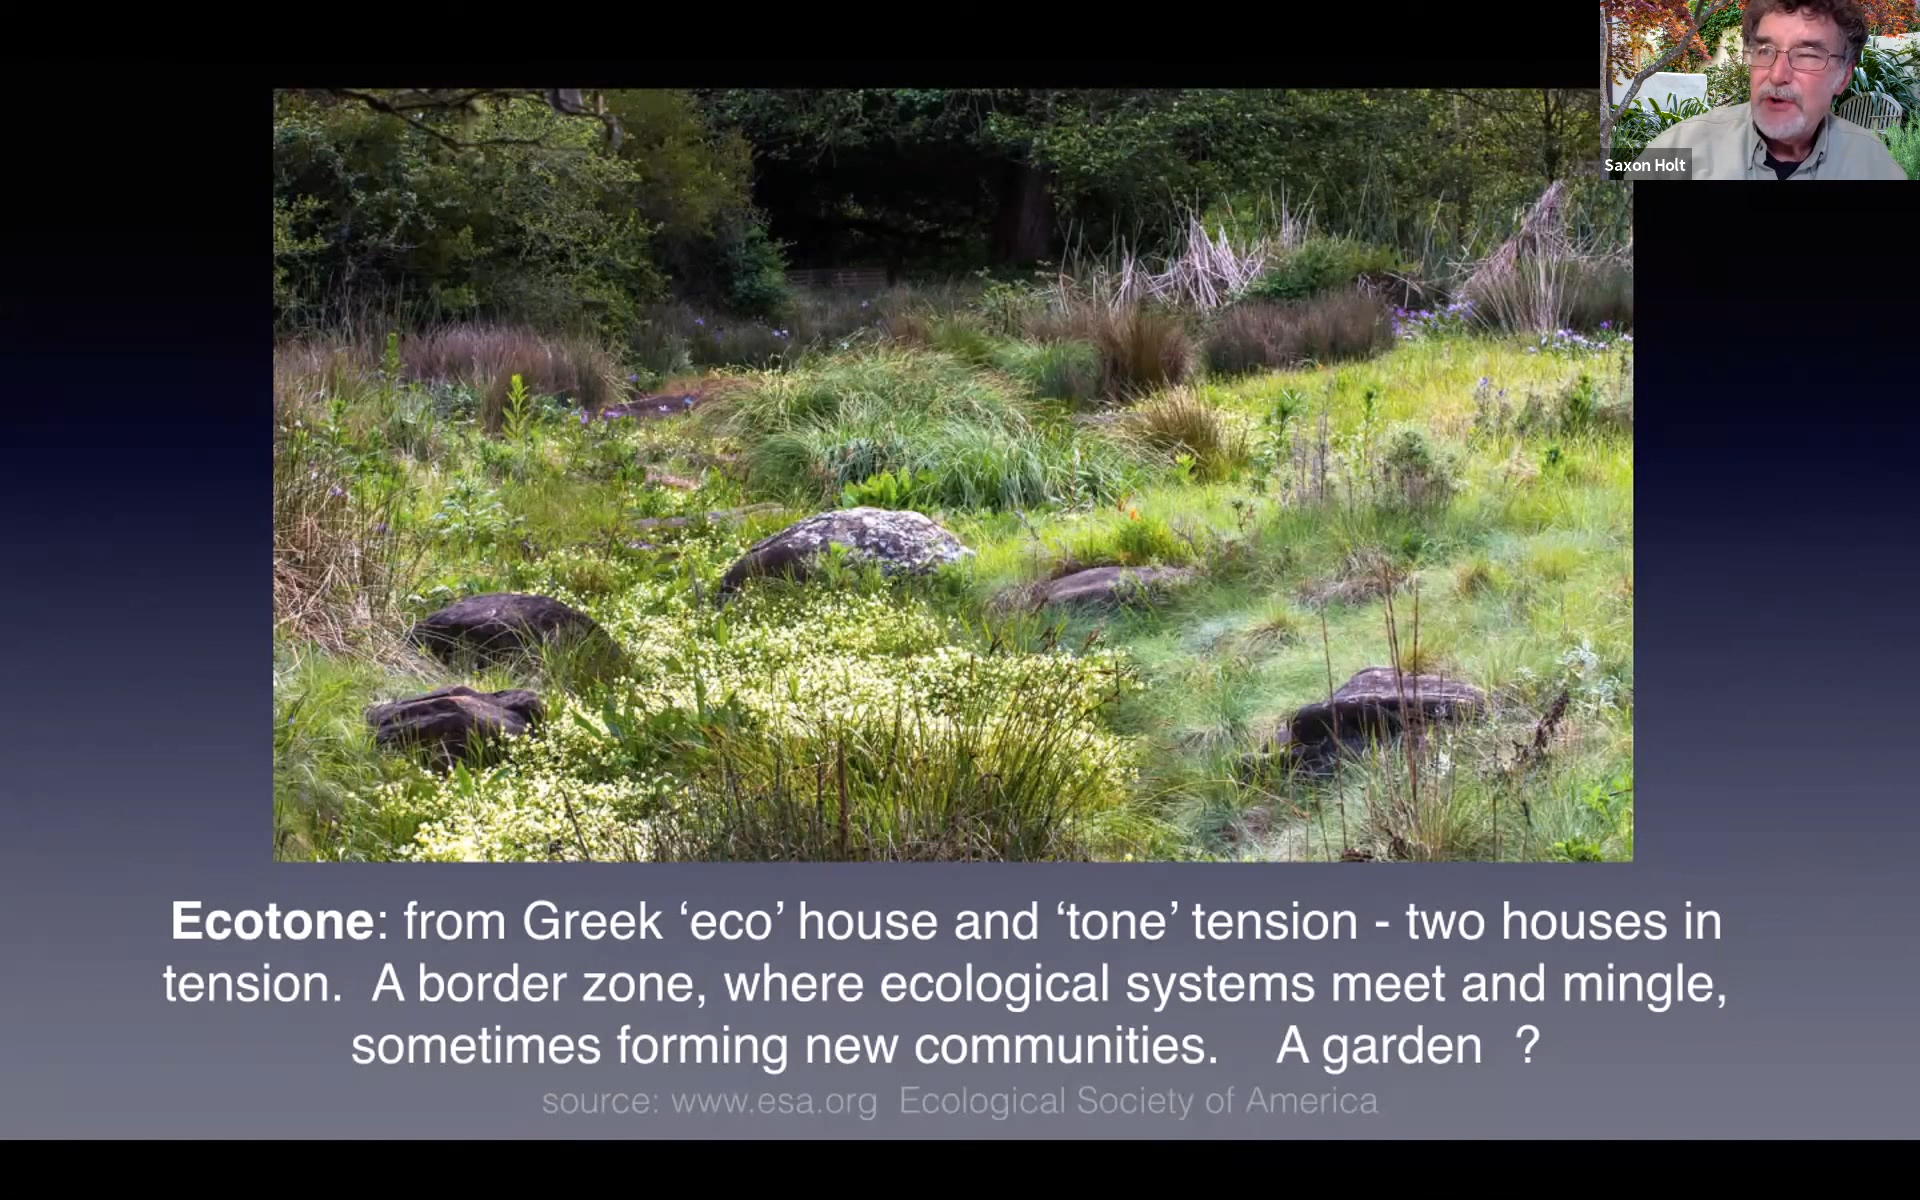 Saxon Holt
Ecotone: from Greek ‘eco’ house and ‘tone’ tension - two houses in
tension. A border zone, where ecological systems meet and mingle,
sometimes forming new communities. A garden ?
source: www.esa.org Ecological Society of America